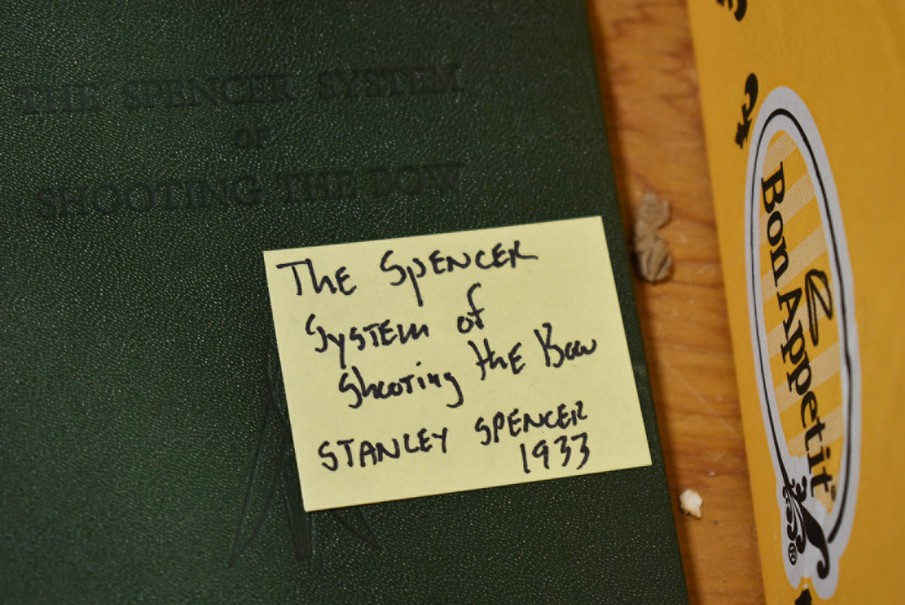 THE SPENCER SYSTEM
OF
SHOOTING THE BOW
The Spencer
System of
Shooting the Bow
STANLEY SPENCER
1933
Bon Appetit
®